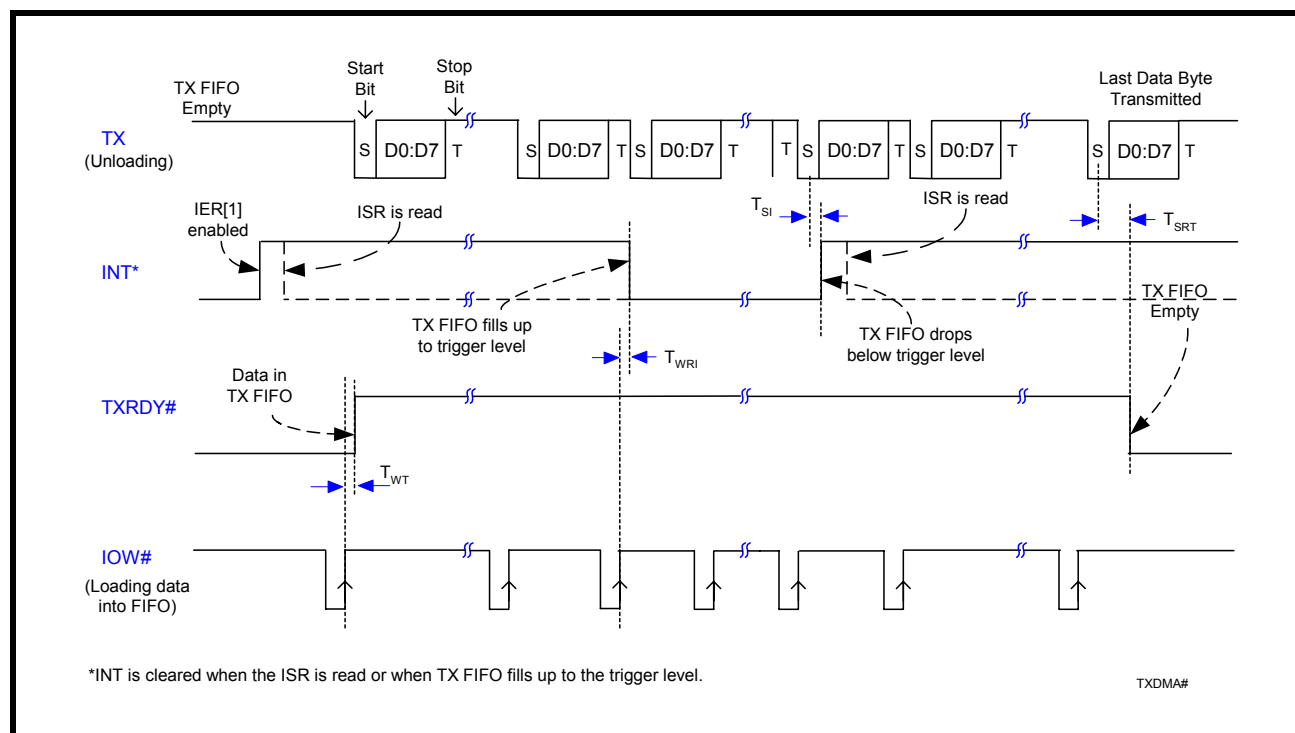 TX FIFO
Empty
Start
Bit
Stop
Bit
Last Data Byte
Transmitted
TX
(Unloading)
S D0:D7 T S D0:D7 T S D0:D7 T T S D0:D7 T S D0:D7 T S D0:D7 T
IER[1]
enabled
ISR is read
TSI
ISR is read
TSRT
INT*
TX FIFO fills up
to trigger level
TX FIFO drops
below trigger level
TX FIFO
Empty
TWRI
Data in
TX FIFO
TXRDY#
TWT
IOW#
(Loading data
into FIFO)
*INT is cleared when the ISR is read or when TX FIFO fills up to the trigger level.
TXDMA#